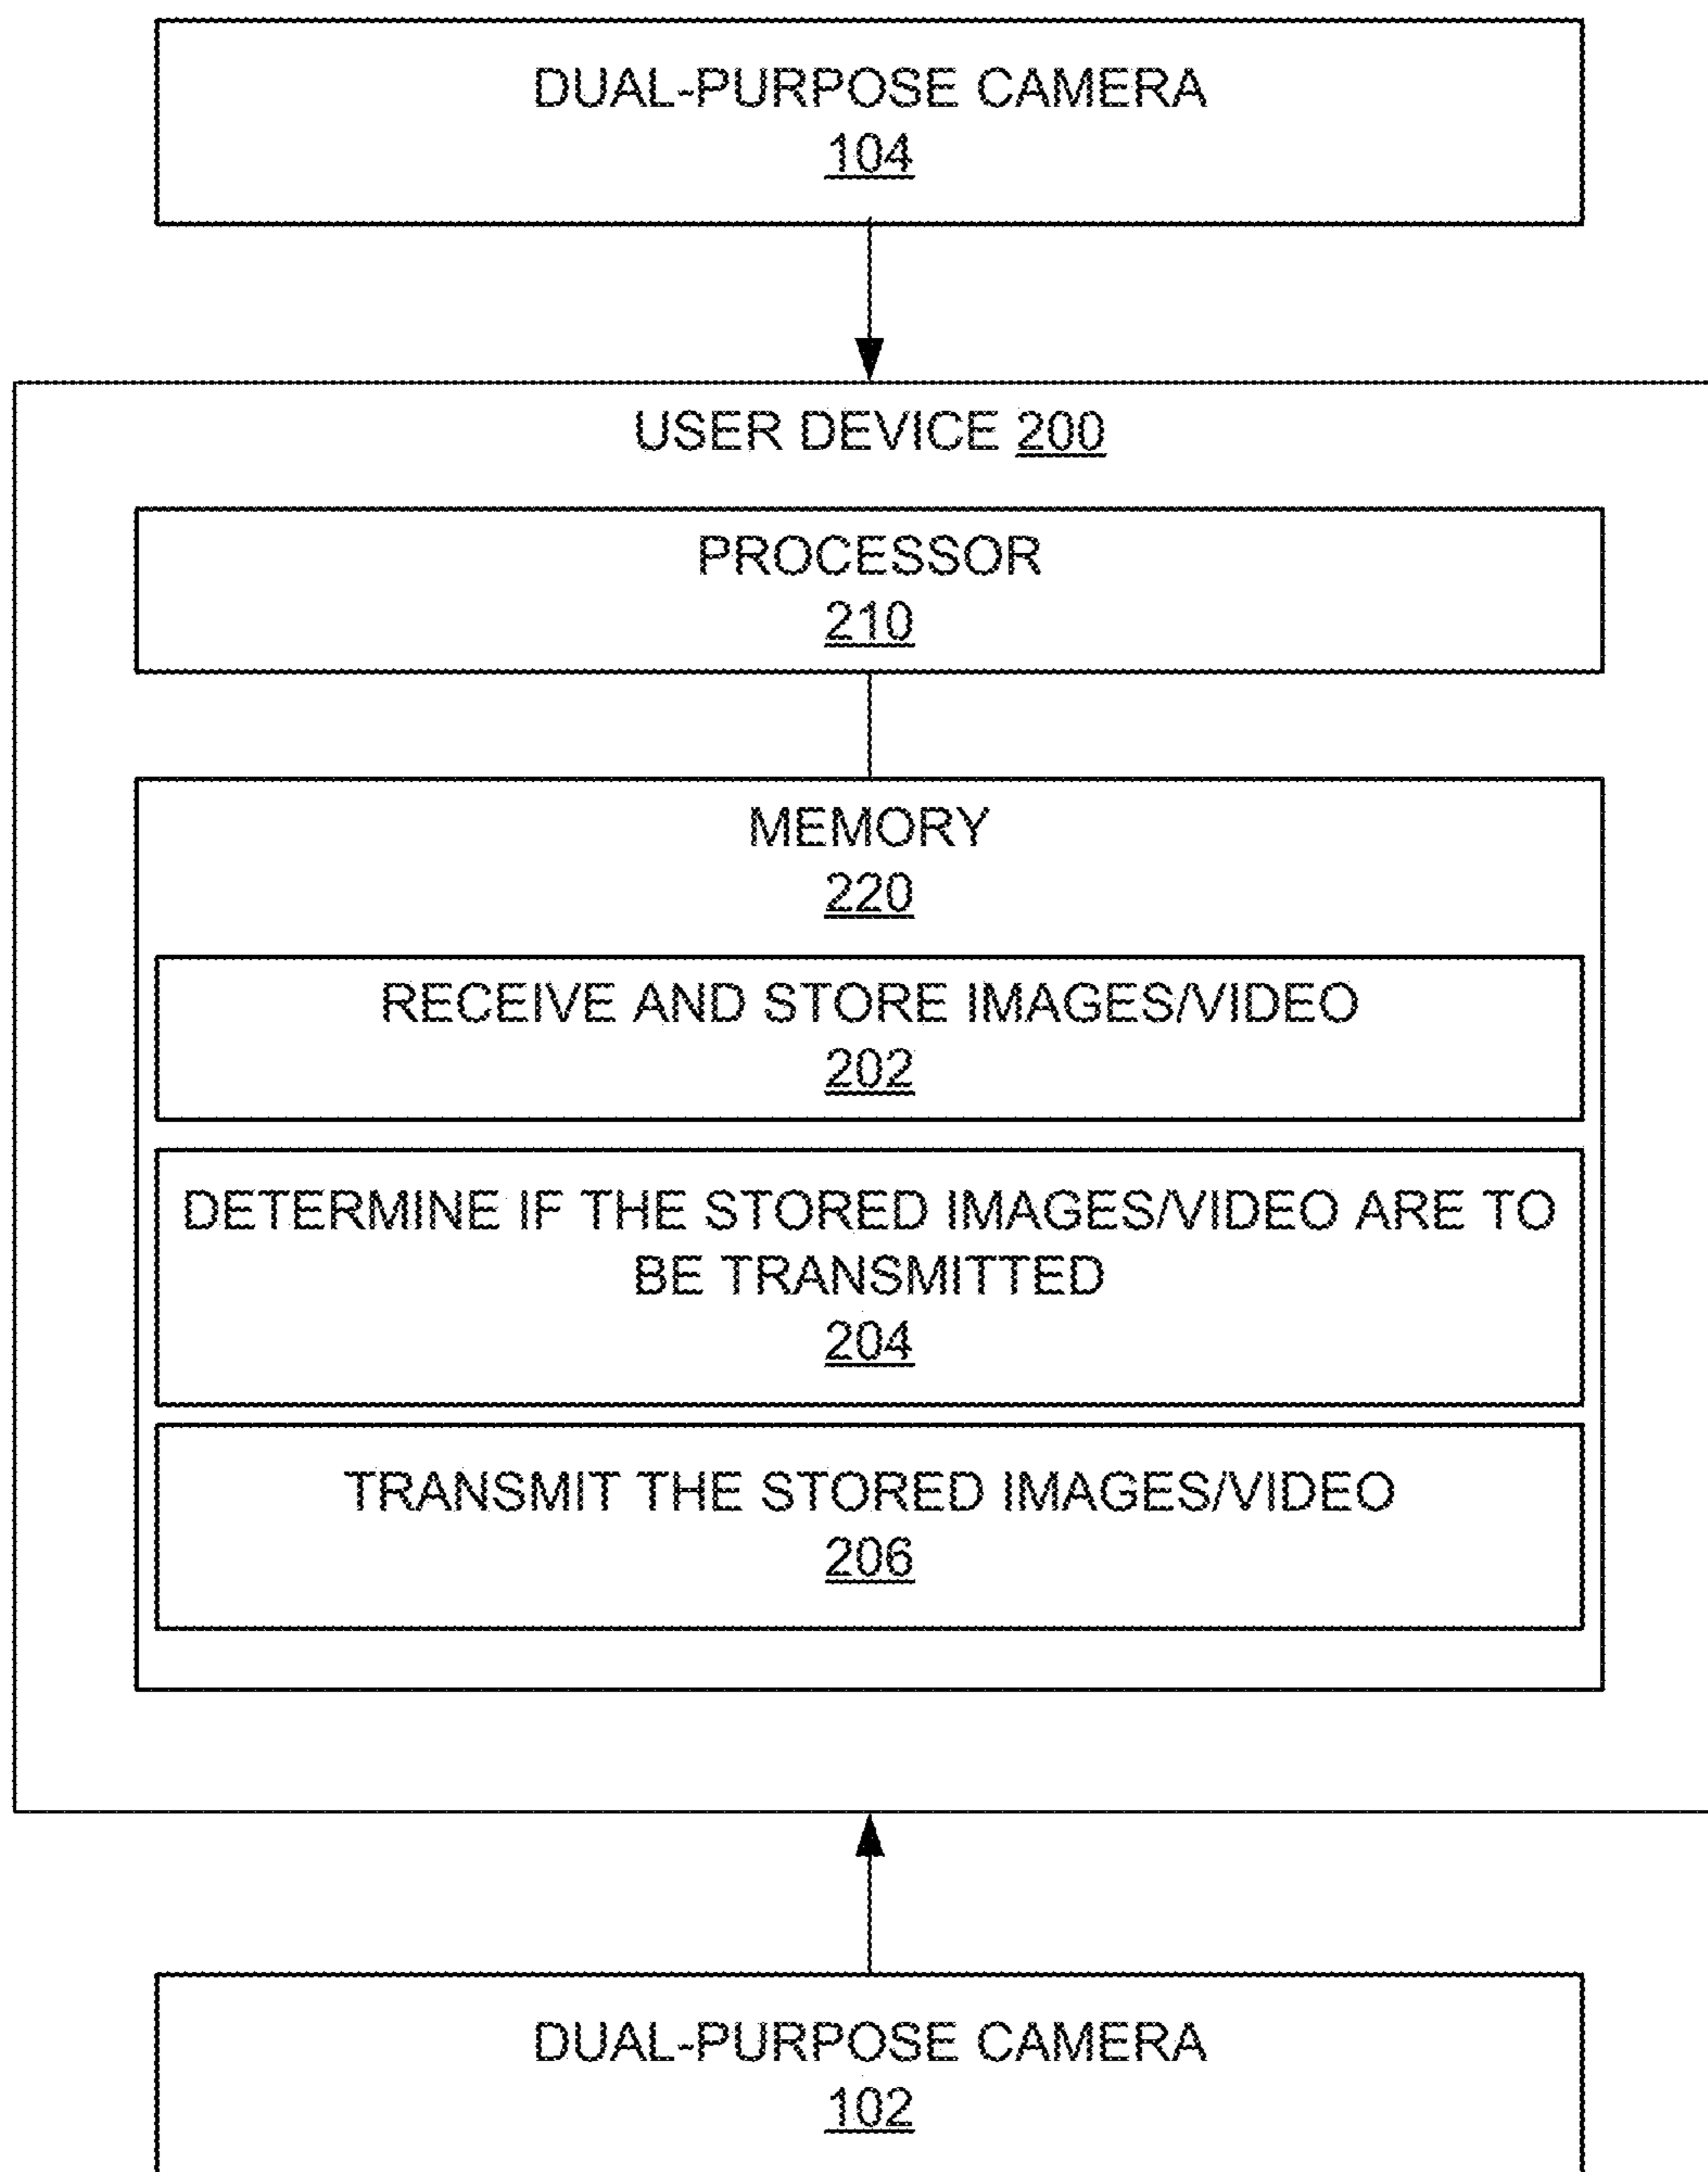 DUAL-PURPOSE CAMERA
104
USER DEVICE 200
PROCESSOR
210
MEMORY
220
RECEIVE AND STORE IMAGES/VIDEO
202
DETERMINE IF THE STORED IMAGES/VIDEO ARE TO
BE TRANSMITTED
204
TRANSMIT THE STORED IMAGES/VIDEO
206
DUAL-PURPOSE CAMERA
102